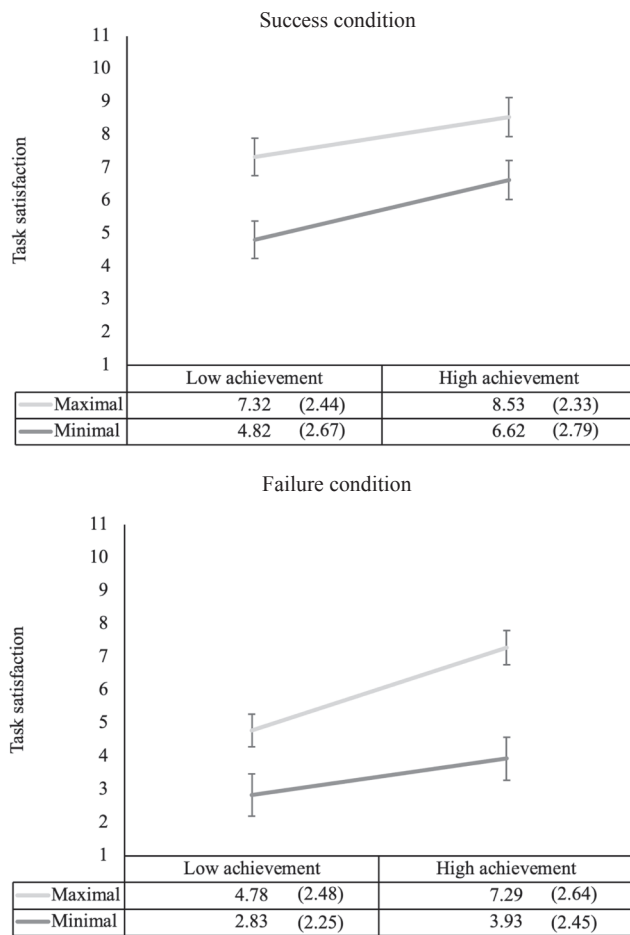 Success condition
11
10
9
8
7
6
5
4
3
2
1
Task satisfaction
Low achievement High achievement
Maximal 7.32 (2.44) 8.53 (2.33)
Minimal 4.82 (2.67) 6.62 (2.79)
Failure condition
11
10
9
8
7
6
5
4
3
2
1
Task satisfaction
Low achievement High achievement
Maximal 4.78 (2.48) 7.29 (2.64)
Minimal 2.83 (2.25) 3.93 (2.45)